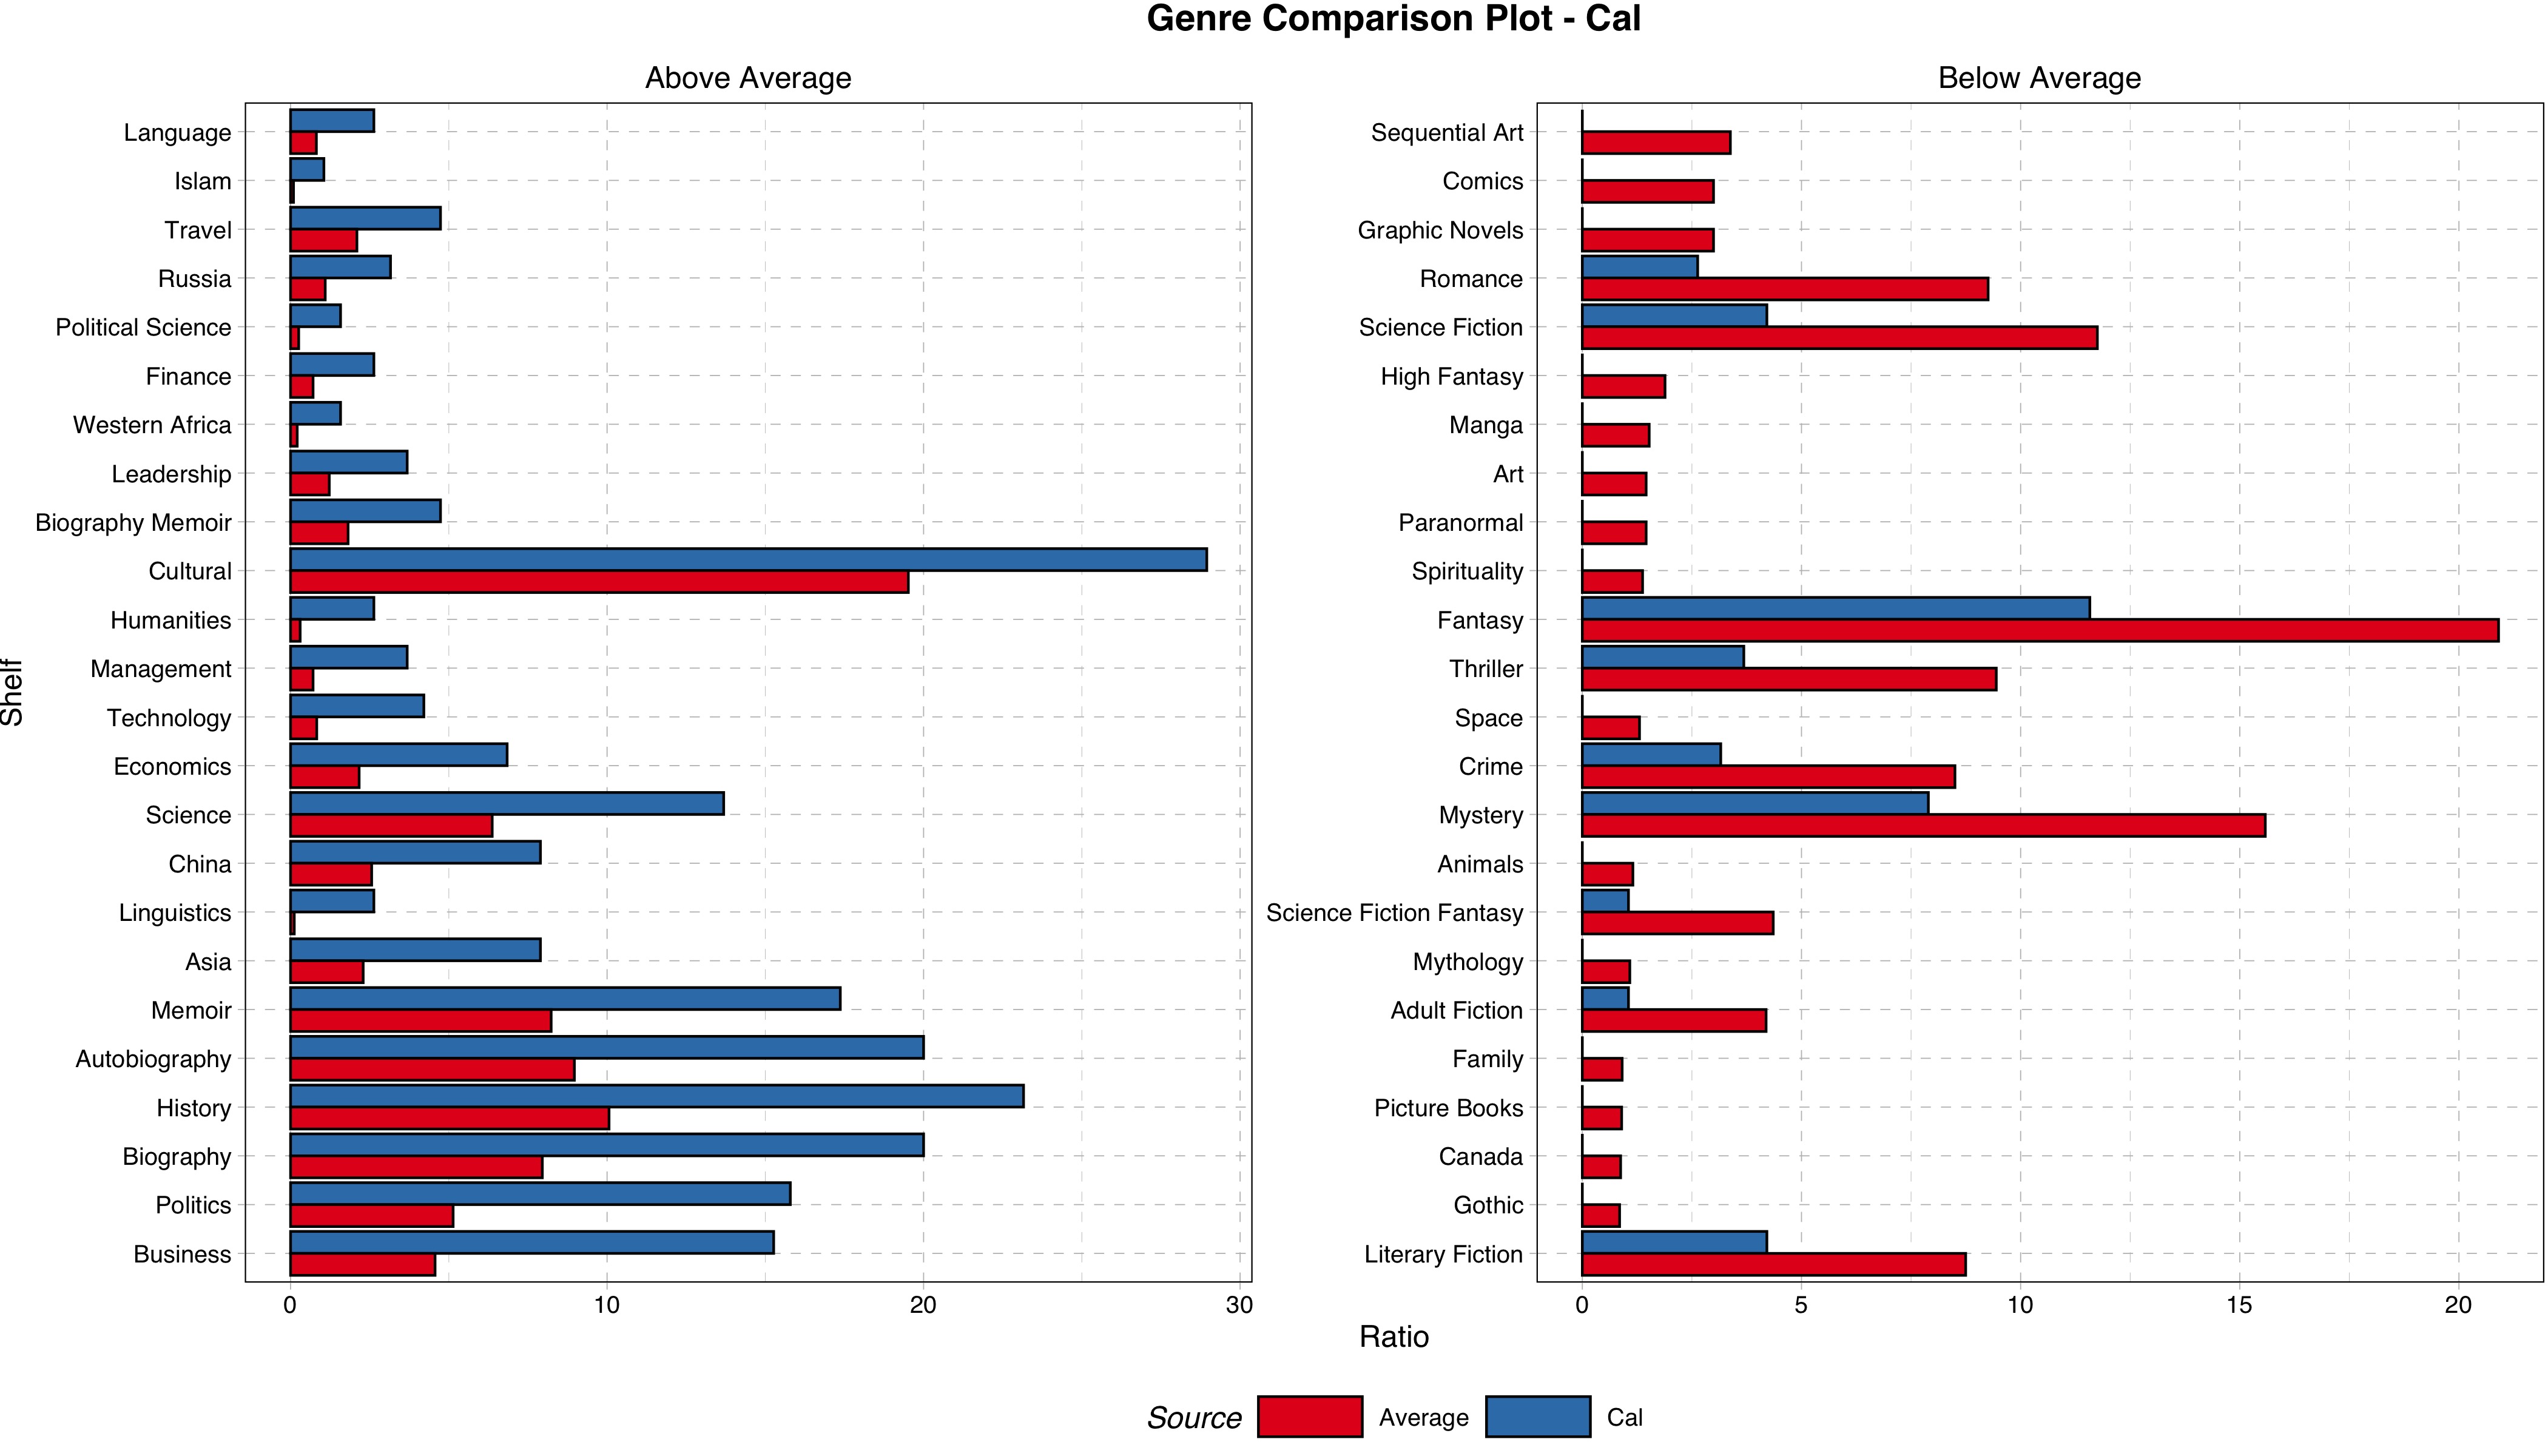 Genre Comparison Plot - Cal
Above Average
Below Average
Shelf
Language
Islam
Travel
Russia
Political Science
Finance
Western Africa
Leadership
Biography Memoir
Cultural
Humanities
Management
Technology
Economics
Science
China
Linguistics
Asia
Memoir
Autobiography
History
Biography
Politics
Business
0 10 20 30
Sequential Art
Comics
Graphic Novels
Romance
Science Fiction
High Fantasy
Manga
Art
Paranormal
Spirituality
Fantasy
Thriller
Space
Crime
Mystery
Animals
Science Fiction Fantasy
Mythology
Adult Fiction
Family
Picture Books
Canada
Gothic
Literary Fiction
0 5 10 15 20
Ratio
Source Average Cal